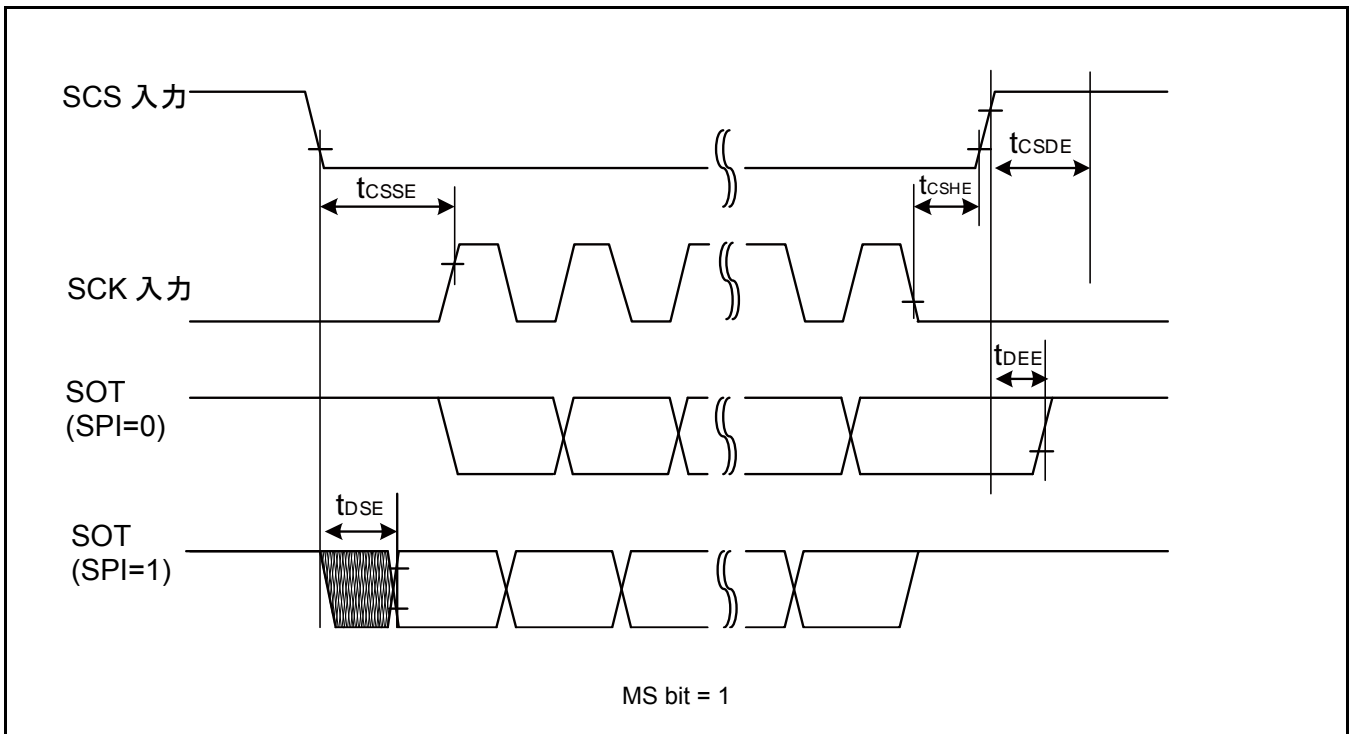 SCS 入力
tCSDE
tCSSE
tCSHE
SCK 入力
tDEE
SOT
(SPI=0)
tDSE
SOT
(SPI=1)
MS bit = 1